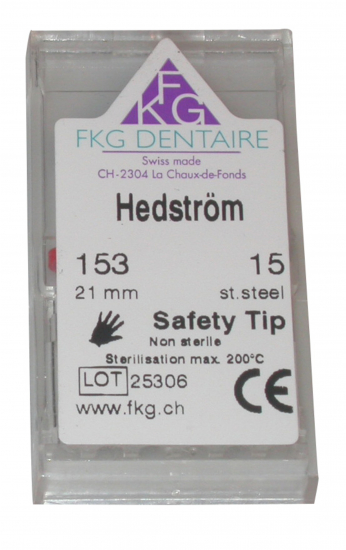 FKG
FKG DENTAIRE
Swiss made
CH-2304 La Chaux-de-Fonds
Hedström
153 15
21 mm st.steel
Safety Tip
Non sterile
Sterilisation max. 200°C
LOT 25306
www.fkg.ch CE